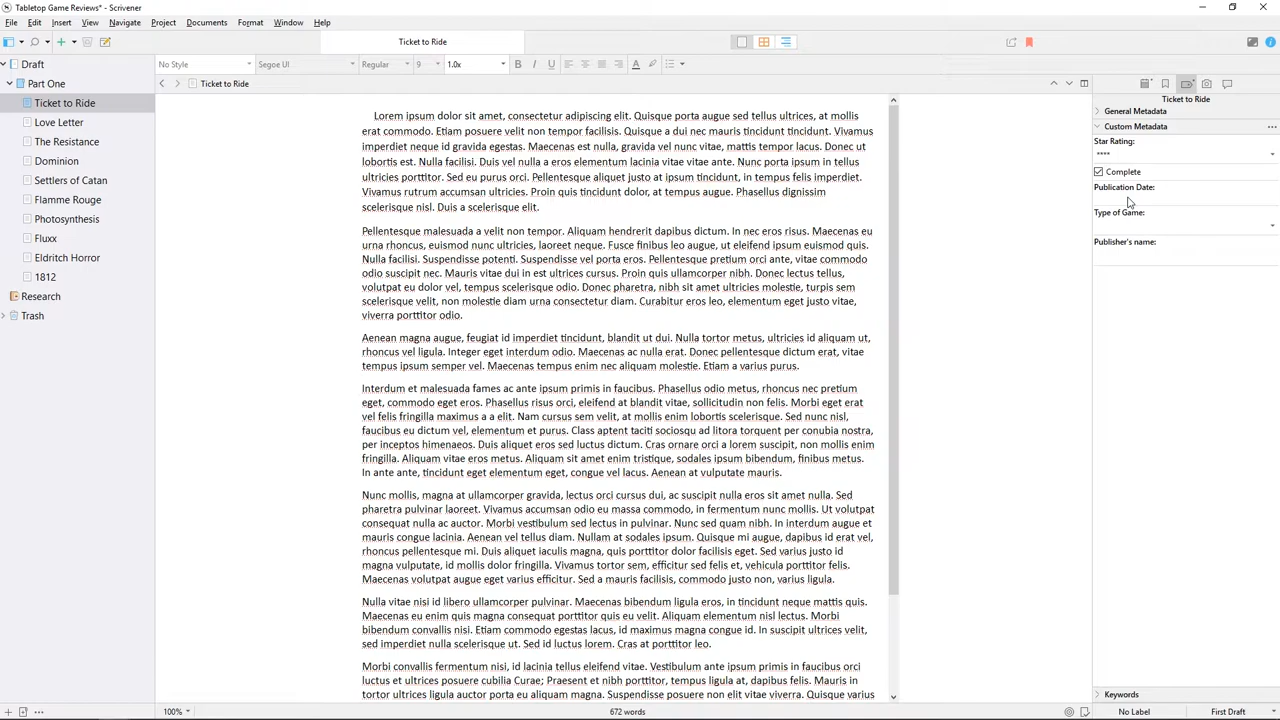 Tabletop Game Reviews* - Scrivener
File Edit Insert View Navigate Project Documents Format Window Help
Ticket to Ride
No Style Segoe UI Regular 9 1.0x B I U A
Ticket to Ride
Draft
Part One
Ticket to Ride
Love Letter
The Resistance
Dominion
Settlers of Catan
Flamme Rouge
Photosynthesis
Fluxx
Eldritch Horror
1812
Research
Trash
Lorem ipsum dolor sit amet, consectetur adipiscing elit. Quisque porta augue sed tellus ultrices, at mollis
erat commodo. Etiam posuere velit non tempor facilisis. Quisque a dui nec mauris tincidunt tincidunt. Vivamus
imperdiet neque id gravida egestas. Maecenas est nulla, gravida vel nunc vitae, mattis tempor lacus. Donec ut
lobortis est. Nulla facilisi. Duis vel nulla a eros elementum lacinia vitae vitae ante. Nunc porta ipsum in tellus
ultricies porttitor. Sed eu purus orci. Pellentesque aliquet justo at ipsum tincidunt, in tempus felis imperdiet.
Vivamus rutrum accumsan ultricies. Proin quis tincidunt dolor, at tempus augue. Phasellus dignissim
scelerisque nisl. Duis a scelerisque elit.
Pellentesque malesuada a velit non tempor. Aliquam hendrerit dapibus dictum. In nec eros risus. Maecenas eu
urna rhoncus, euismod nunc ultricies, laoreet neque. Fusce finibus leo augue, ut eleifend ipsum euismod quis.
Nulla facilisi. Suspendisse potenti. Suspendisse vel porta eros. Pellentesque pretium orci ante, vitae commodo
odio suscipit nec. Mauris vitae dui in est ultrices cursus. Proin quis ullamcorper nibh. Donec lectus tellus,
volutpat eu dolor vel, tempus scelerisque odio. Donec pharetra, nibh sit amet ultricies molestie, turpis sem
scelerisque velit, non molestie diam urna consectetur diam. Curabitur eros leo, elementum eget justo vitae,
viverra porttitor odio.
Aenean magna augue, feugiat id imperdiet tincidunt, blandit ut dui. Nulla tortor metus, ultricies id aliquam ut,
rhoncus vel ligula. Integer eget interdum odio. Maecenas ac nulla erat. Donec pellentesque dictum erat, vitae
tempus ipsum semper vel. Maecenas tempus enim nec aliquam molestie. Etiam a varius purus.
Interdum et malesuada fames ac ante ipsum primis in faucibus. Phasellus odio metus, rhoncus nec pretium
eget, commodo eget eros. Phasellus risus orci, eleifend at blandit vitae, sollicitudin non felis. Morbi eget erat
vel felis fringilla maximus a a elit. Nam cursus sem velit, at mollis enim lobortis scelerisque. Sed nunc nisl,
faucibus eu dictum vel, elementum et purus. Class aptent taciti sociosqu ad litora torquent per conubia nostra,
per inceptos himenaeos. Duis aliquet eros sed luctus dictum. Cras ornare orci a lorem suscipit, non mollis enim
fringilla. Aliquam vitae eros metus. Aliquam sit amet enim tristique, sodales ipsum bibendum, finibus metus.
In ante ante, tincidunt eget elementum eget, congue vel lacus. Aenean at vulputate mauris.
Nunc mollis, magna at ullamcorper gravida, lectus orci cursus dui, ac suscipit nulla eros sit amet nulla. Sed
pharetra pulvinar laoreet. Vivamus accumsan odio eu massa commodo, in fermentum nunc mollis. Ut volutpat
consequat nulla ac auctor. Morbi vestibulum sed lectus in pulvinar. Nunc sed quam nibh. In interdum augue et
mauris congue lacinia. Aenean vel tellus diam. Nullam at sodales ipsum. Quisque mi augue, dapibus id erat vel,
rhoncus pellentesque mi. Duis aliquet iaculis magna, quis porttitor dolor facilisis eget. Sed varius justo id
magna vulputate, id mollis dolor fringilla. Vivamus tortor sem, efficitur sed felis et, vehicula porttitor felis.
Maecenas volutpat augue eget varius efficitur. Sed a mauris facilisis, commodo justo non, varius ligula.
Nulla vitae nisi id libero ullamcorper pulvinar. Maecenas bibendum ligula eros, in tincidunt neque mattis quis.
Maecenas eu enim quis magna consequat porttitor quis eu velit. Aliquam elementum nisl lectus. Morbi
bibendum convallis nisi. Etiam commodo egestas lacus, id maximus magna congue id. In suscipit ultrices velit,
sed imperdiet nulla scelerisque ut. Sed id luctus lorem. Cras at porttitor leo.
Morbi convallis fermentum nisi, id lacinia tellus eleifend vitae. Vestibulum ante ipsum primis in faucibus orci
luctus et ultrices posuere cubilia Curae; Praesent et nibh porttitor, tempus ligula at, dapibus felis. Mauris in
tortor ultrices ligula auctor porta eu aliquam magna. Suspendisse posuere non elit vitae viverra. Quisque varius
Ticket to Ride
General Metadata
Custom Metadata
Star Rating:
****
Complete
Publication Date:
Type of Game:
Publisher's name:
Keywords
100% 672 words No Label First Draft